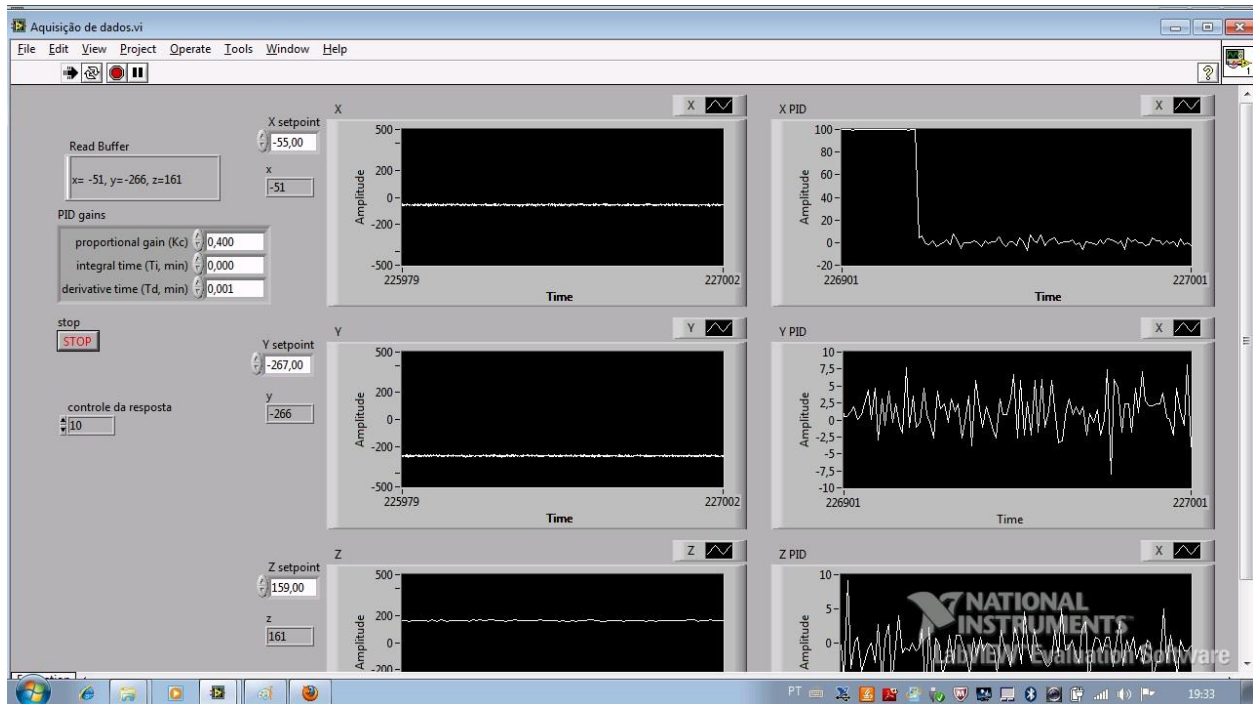 Aquisição de dados.vi
File Edit View Project Operate Tools Window Help
Read Buffer
x= -51, y=-266, z=161
X setpoint
-55,00
x
-51
PID gains
proportional gain (Kc) 0,400
integral time (Ti, min) 0,000
derivative time (Td, min) 0,001
stop
STOP
controle da resposta
10
X
X
500
200
0
-200
-500
Amplitude
225979 227002
Time
X PID
X
100
80
60
40
20
0
-20
Amplitude
226901 227001
Time
Y setpoint
-267,00
y
-266
Y
Y
500
200
0
-200
-500
Amplitude
225979 227002
Time
Y PID
X
10
7,5
5
2,5
0
-2,5
-5
-7,5
-10
Amplitude
226901 227001
Time
Z setpoint
159,00
z
161
Z
Z
500
200
0
-200
Amplitude
Z PID
X
10
5
0
Amplitude
NATIONAL
INSTRUMENTS
LabVIEW Evaluation Software
PT 19:33